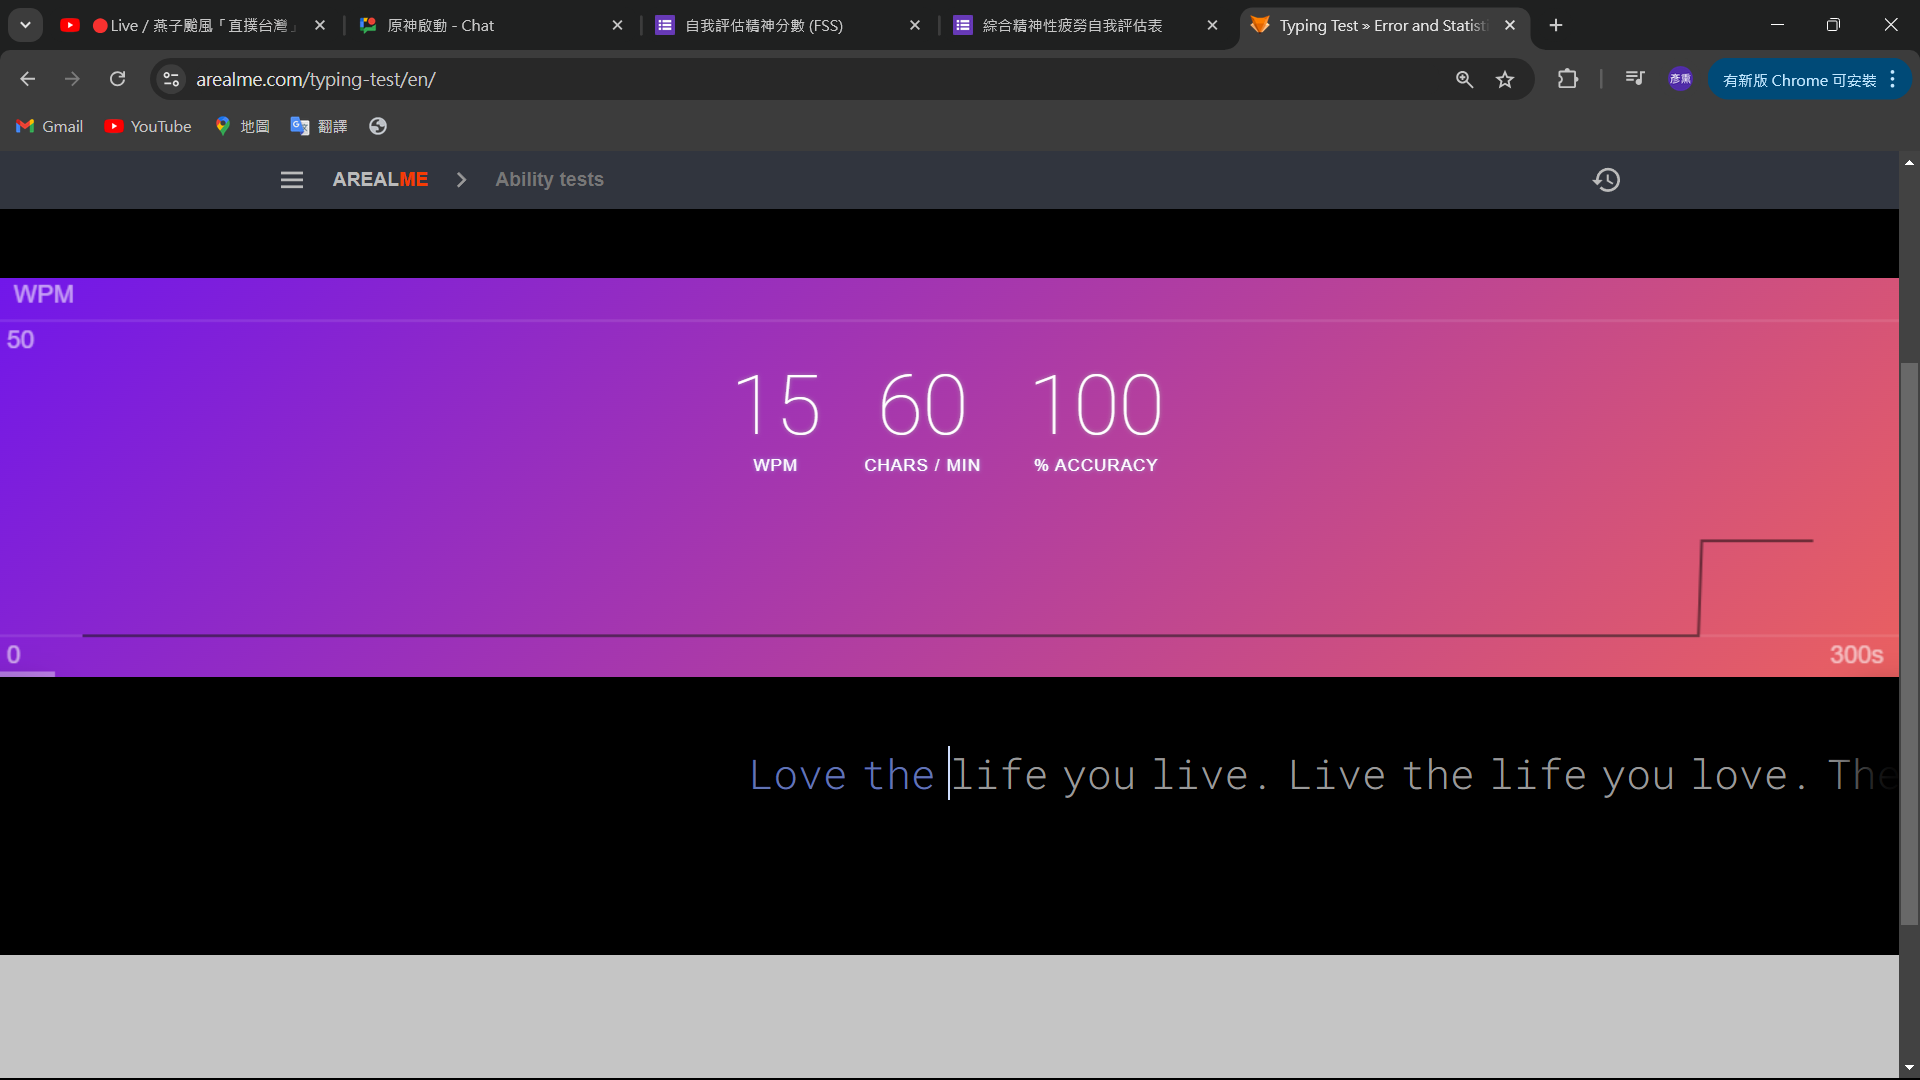 Live / 燕子颱風「直撲台灣」
原神啟動 - Chat
自我評估精神分數 (FSS)
綜合精神性疲勞自我評估表
Typing Test » Error and Statisti
arealme.com/typing-test/en/
彥熏
有新版 Chrome 可安裝
Gmail
YouTube
地圖
翻譯
AREALME
Ability tests
WPM
50
15 60 100
WPM CHARS / MIN % ACCURACY
0
300s
Love the life you live. Live the life you love. The